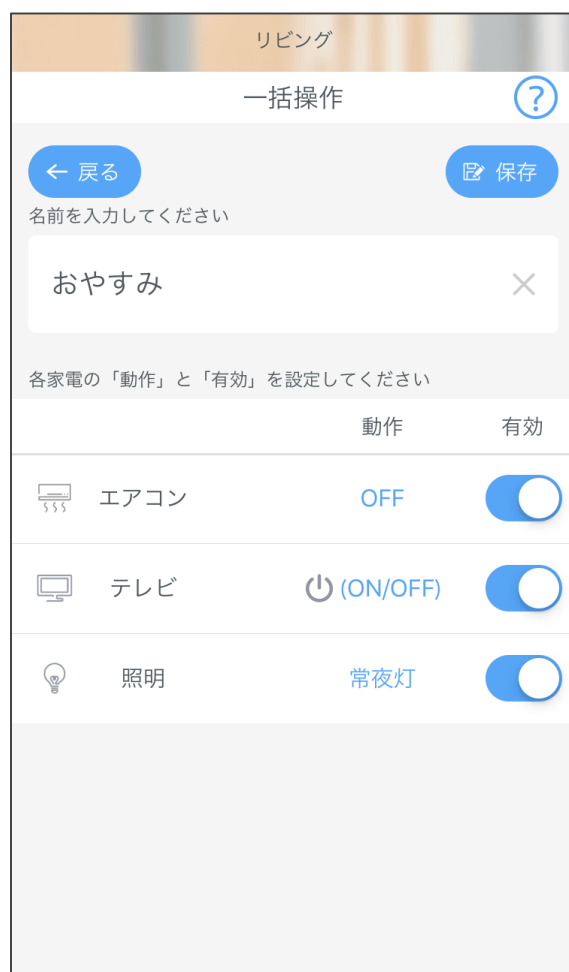 リビング
一括操作 ?
← 戻る 保存
名前を入力してください
おやすみ ×
各家電の「動作」と「有効」を設定してください
動作 有効
エアコン OFF
テレビ (ON/OFF)
照明 常夜灯